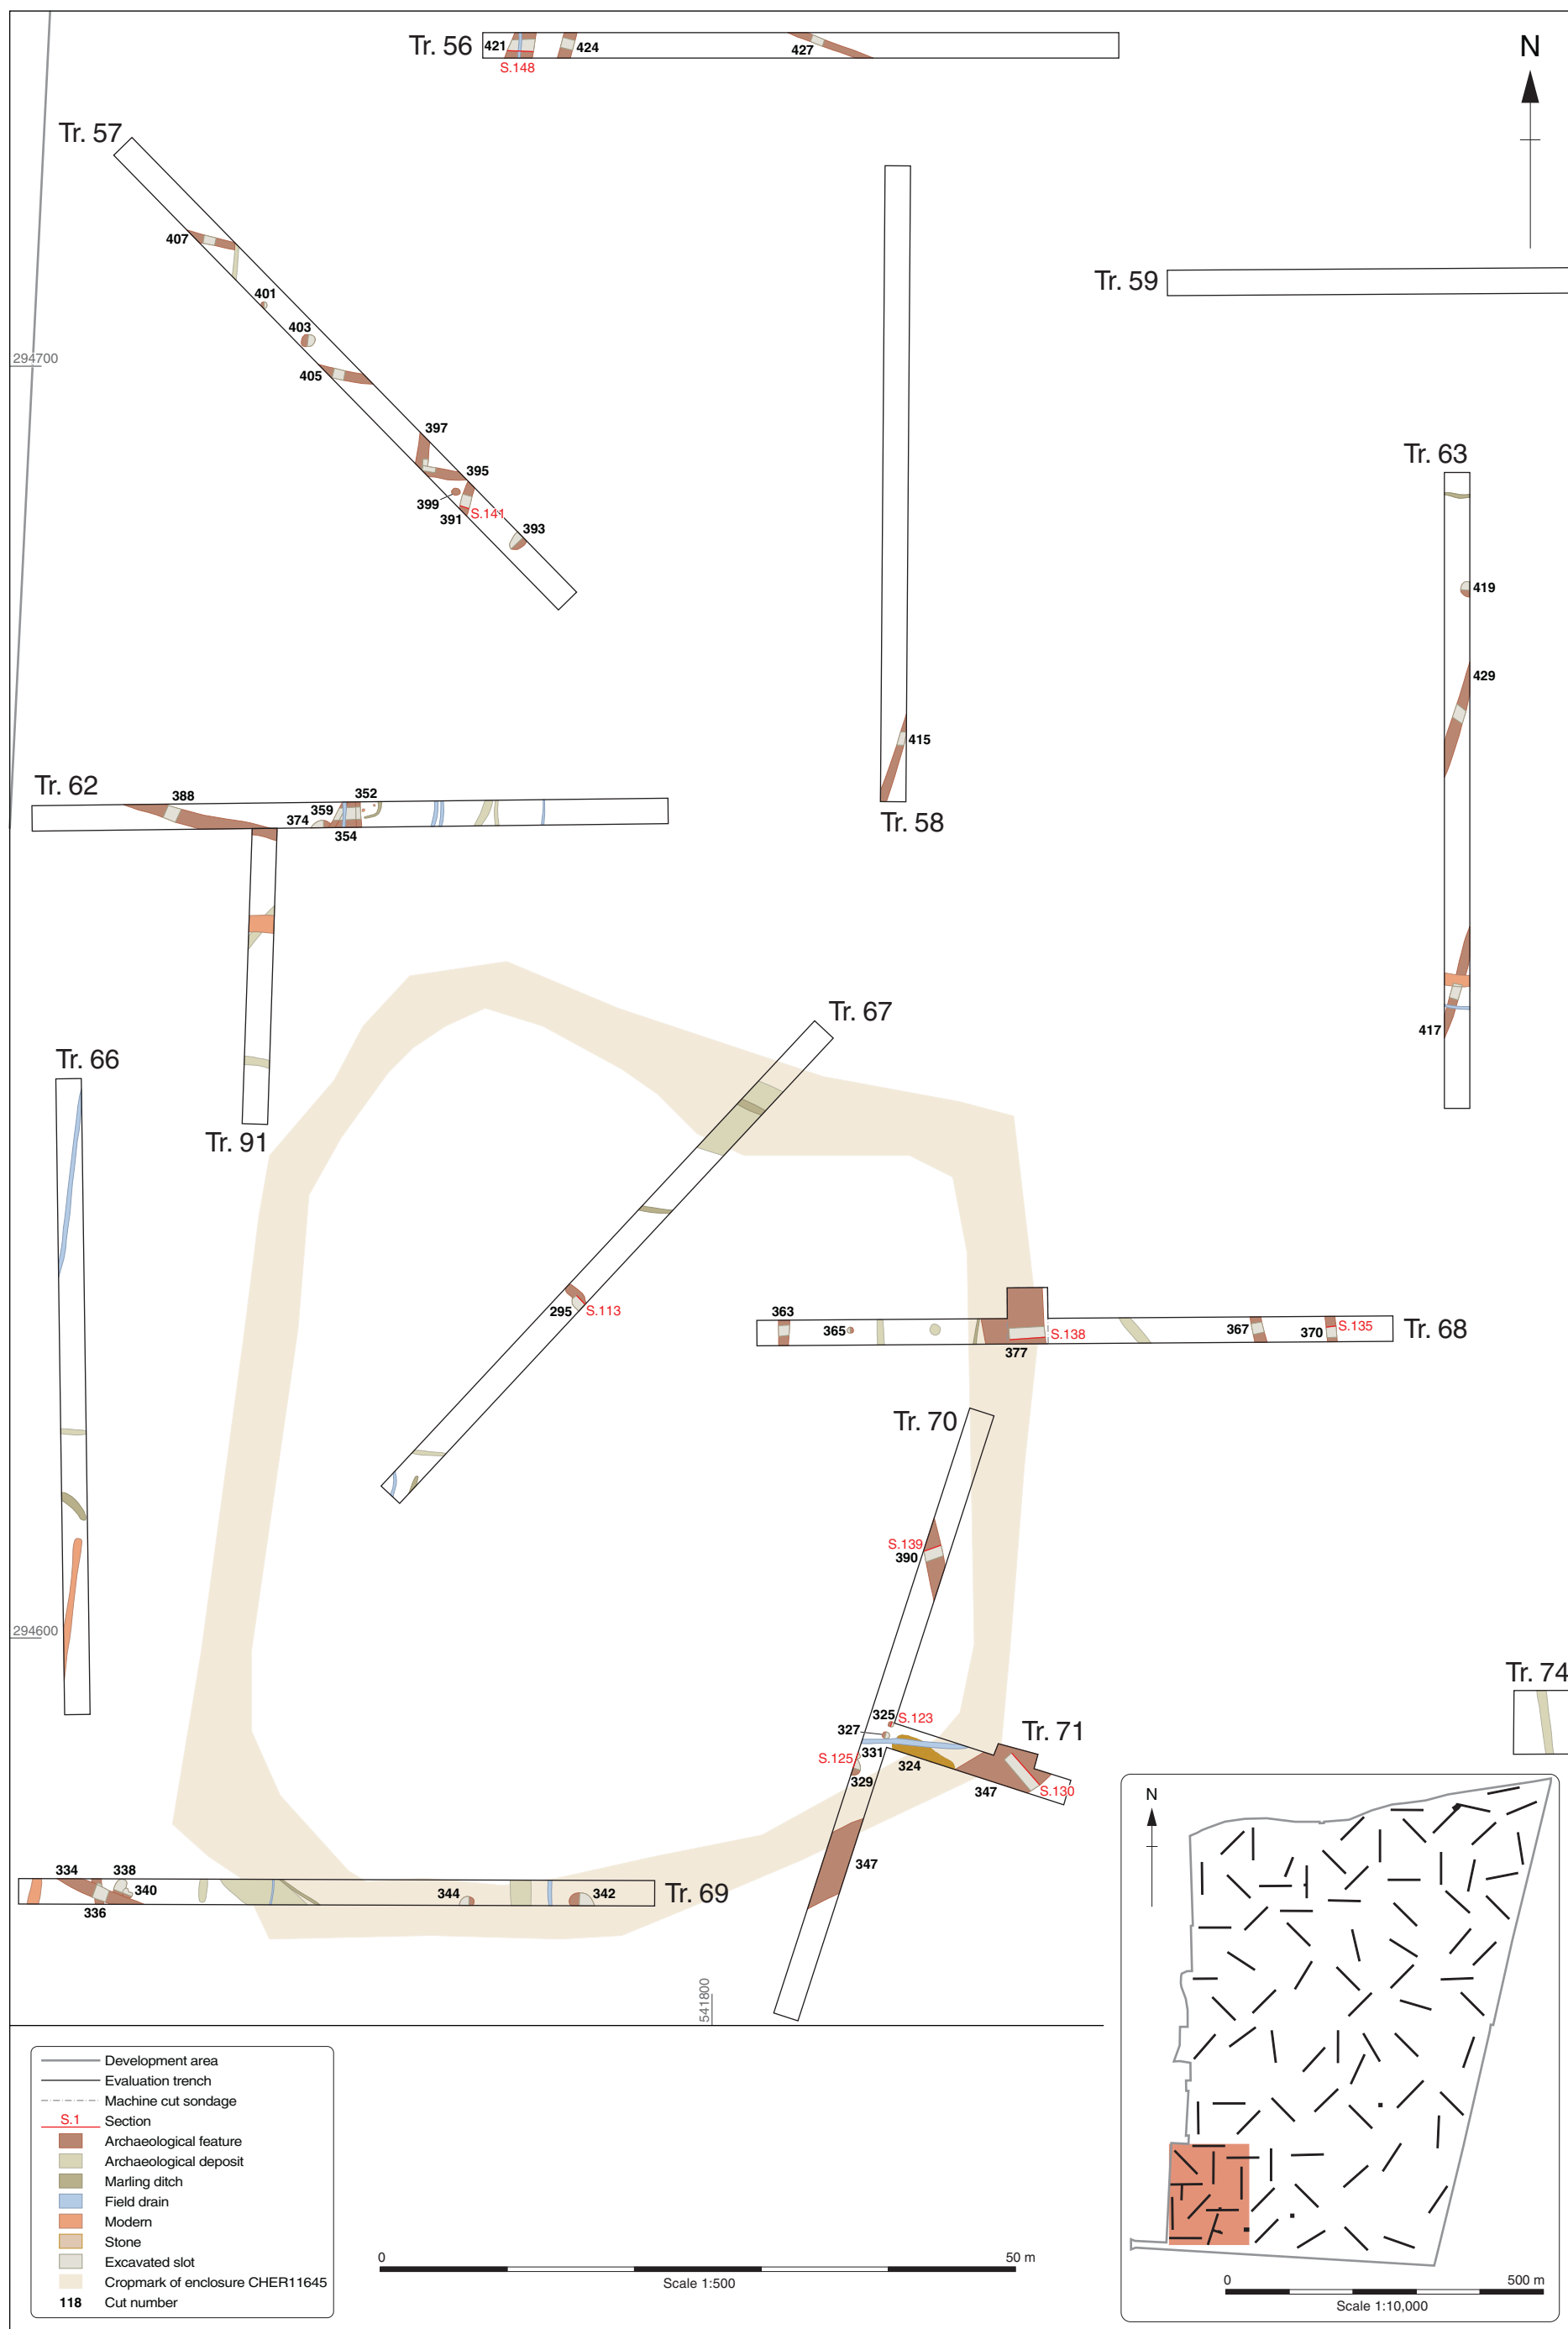 Tr. 56
421
424
427
S.148
N
Tr. 57
407
401
403
405
397
395
399
391
S.141
393
294700
Tr. 59
Tr. 63
419
429
417
415
Tr. 58
Tr. 62
388
352
359
374
354
Tr. 91
Tr. 66
Tr. 67
295
S.113
363
365
367
370
S.135
Tr. 68
S.138
377
Tr. 70
S.139
390
294600
325
S.123
327
331
S.125
329
324
Tr. 71
347
S.130
347
Tr. 74
334
338
340
336
344
342
Tr. 69
541800
Development area
Evaluation trench
Machine cut sondage
S.1 Section
Archaeological feature
Archaeological deposit
Marling ditch
Field drain
Modern
Stone
Excavated slot
Cropmark of enclosure CHER11645
118 Cut number
0 50 m
Scale 1:500
N
0 500 m
Scale 1:10,000